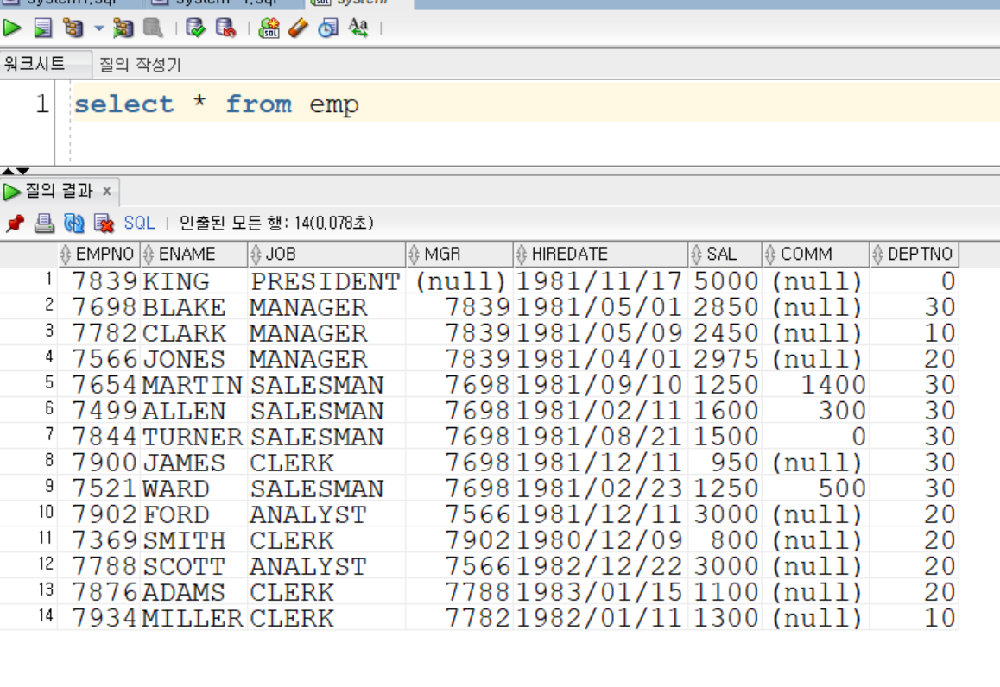 워크시트 질의 작성기
1 select * from emp
질의 결과 x
SQL | 인출된 모든 행: 14(0,078초)
EMPNO ENAME JOB MGR HIREDATE SAL COMM DEPTNO
1 7839 KING PRESIDENT (null) 1981/11/17 5000 (null) 0
2 7698 BLAKE MANAGER 7839 1981/05/01 2850 (null) 30
3 7782 CLARK MANAGER 7839 1981/05/09 2450 (null) 10
4 7566 JONES MANAGER 7839 1981/04/01 2975 (null) 20
5 7654 MARTIN SALESMAN 7698 1981/09/10 1250 1400 30
6 7499 ALLEN SALESMAN 7698 1981/02/11 1600 300 30
7 7844 TURNER SALESMAN 7698 1981/08/21 1500 0 30
8 7900 JAMES CLERK 7698 1981/12/11 950 (null) 30
9 7521 WARD SALESMAN 7698 1981/02/23 1250 500 30
10 7902 FORD ANALYST 7566 1981/12/11 3000 (null) 20
11 7369 SMITH CLERK 7902 1980/12/09 800 (null) 20
12 7788 SCOTT ANALYST 7566 1982/12/22 3000 (null) 20
13 7876 ADAMS CLERK 7788 1983/01/15 1100 (null) 20
14 7934 MILLER CLERK 7782 1982/01/11 1300 (null) 10